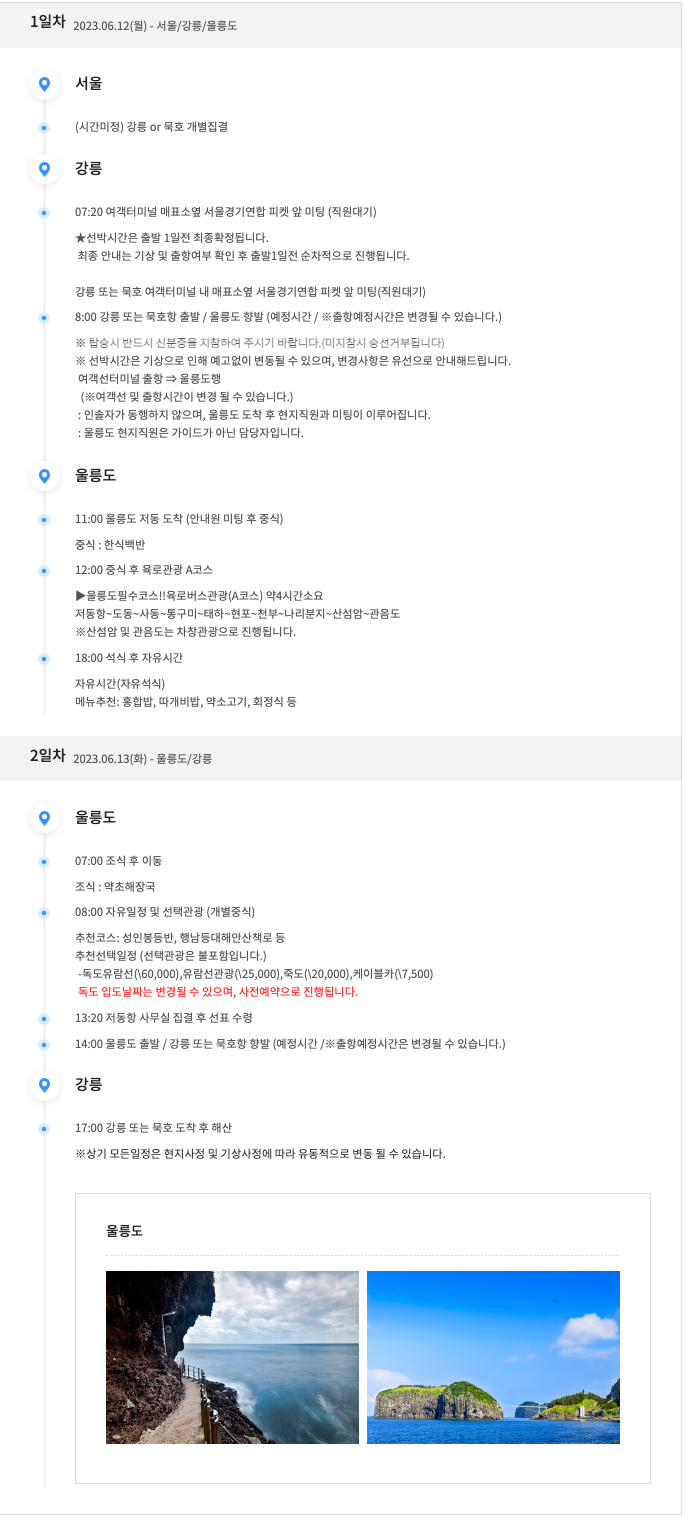 1일차 2023.06.12(월) - 서울/강릉/울릉도
서울
(시간미정) 강릉 or 묵호 개별집결
강릉
07:20 여객터미널 매표소옆 서울경기연합 피켓 앞 미팅 (직원대기)
★선박시간은 출발 1일전 최종확정됩니다.
최종 안내는 기상 및 출항여부 확인 후 출발1일전 순차적으로 진행됩니다.
강릉 또는 묵호 여객터미널 내 매표소옆 서울경기연합 피켓 앞 미팅(직원대기)
8:00 강릉 또는 묵호항 출발 / 울릉도 향발 (예정시간 / ※출항예정시간은 변경될 수 있습니다.)
※ 탑승시 반드시 신분증을 지참하여 주시기 바랍니다.(미지참시 승선거부됩니다)
※ 선박시간은 기상으로 인해 예고없이 변동될 수 있으며, 변경사항은 유선으로 안내해드립니다.
여객선터미널 출항 ⇒ 울릉도행
(※여객선 및 출항시간이 변경 될 수 있습니다.)
: 인솔자가 동행하지 않으며, 울릉도 도착 후 현지직원과 미팅이 이루어집니다.
: 울릉도 현지직원은 가이드가 아닌 담당자입니다.
울릉도
11:00 울릉도 저동 도착 (안내원 미팅 후 중식)
중식 : 한식백반
12:00 중식 후 육로관광 A코스
▶울릉도필수코스!!육로버스관광(A코스) 약4시간소요
저동항~도동~사동~통구미~태하~현포~천부~나리분지~산섬암~관음도
※산섬암 및 관음도는 차창관광으로 진행됩니다.
18:00 석식 후 자유시간
자유시간(자유석식)
메뉴추천: 홍합밥, 따개비밥, 약소고기, 회정식 등
2일차 2023.06.13(화) - 울릉도/강릉
울릉도
07:00 조식 후 이동
조식 : 약초해장국
08:00 자유일정 및 선택관광 (개별중식)
추천코스: 성인봉등반, 행남등대해안산책로 등
추천선택일정 (선택관광은 불포함입니다.)
-독도유람선(\60,000),유람선관광(\25,000),죽도(\20,000),케이블카(\7,500)
독도 입도날짜는 변경될 수 있으며, 사전예약으로 진행됩니다.
13:20 저동항 사무실 집결 후 선표 수령
14:00 울릉도 출발 / 강릉 또는 묵호항 향발 (예정시간 /※출항예정시간은 변경될 수 있습니다.)
강릉
17:00 강릉 또는 묵호 도착 후 해산
※상기 모든일정은 현지사정 및 기상사정에 따라 유동적으로 변동 될 수 있습니다.
울릉도